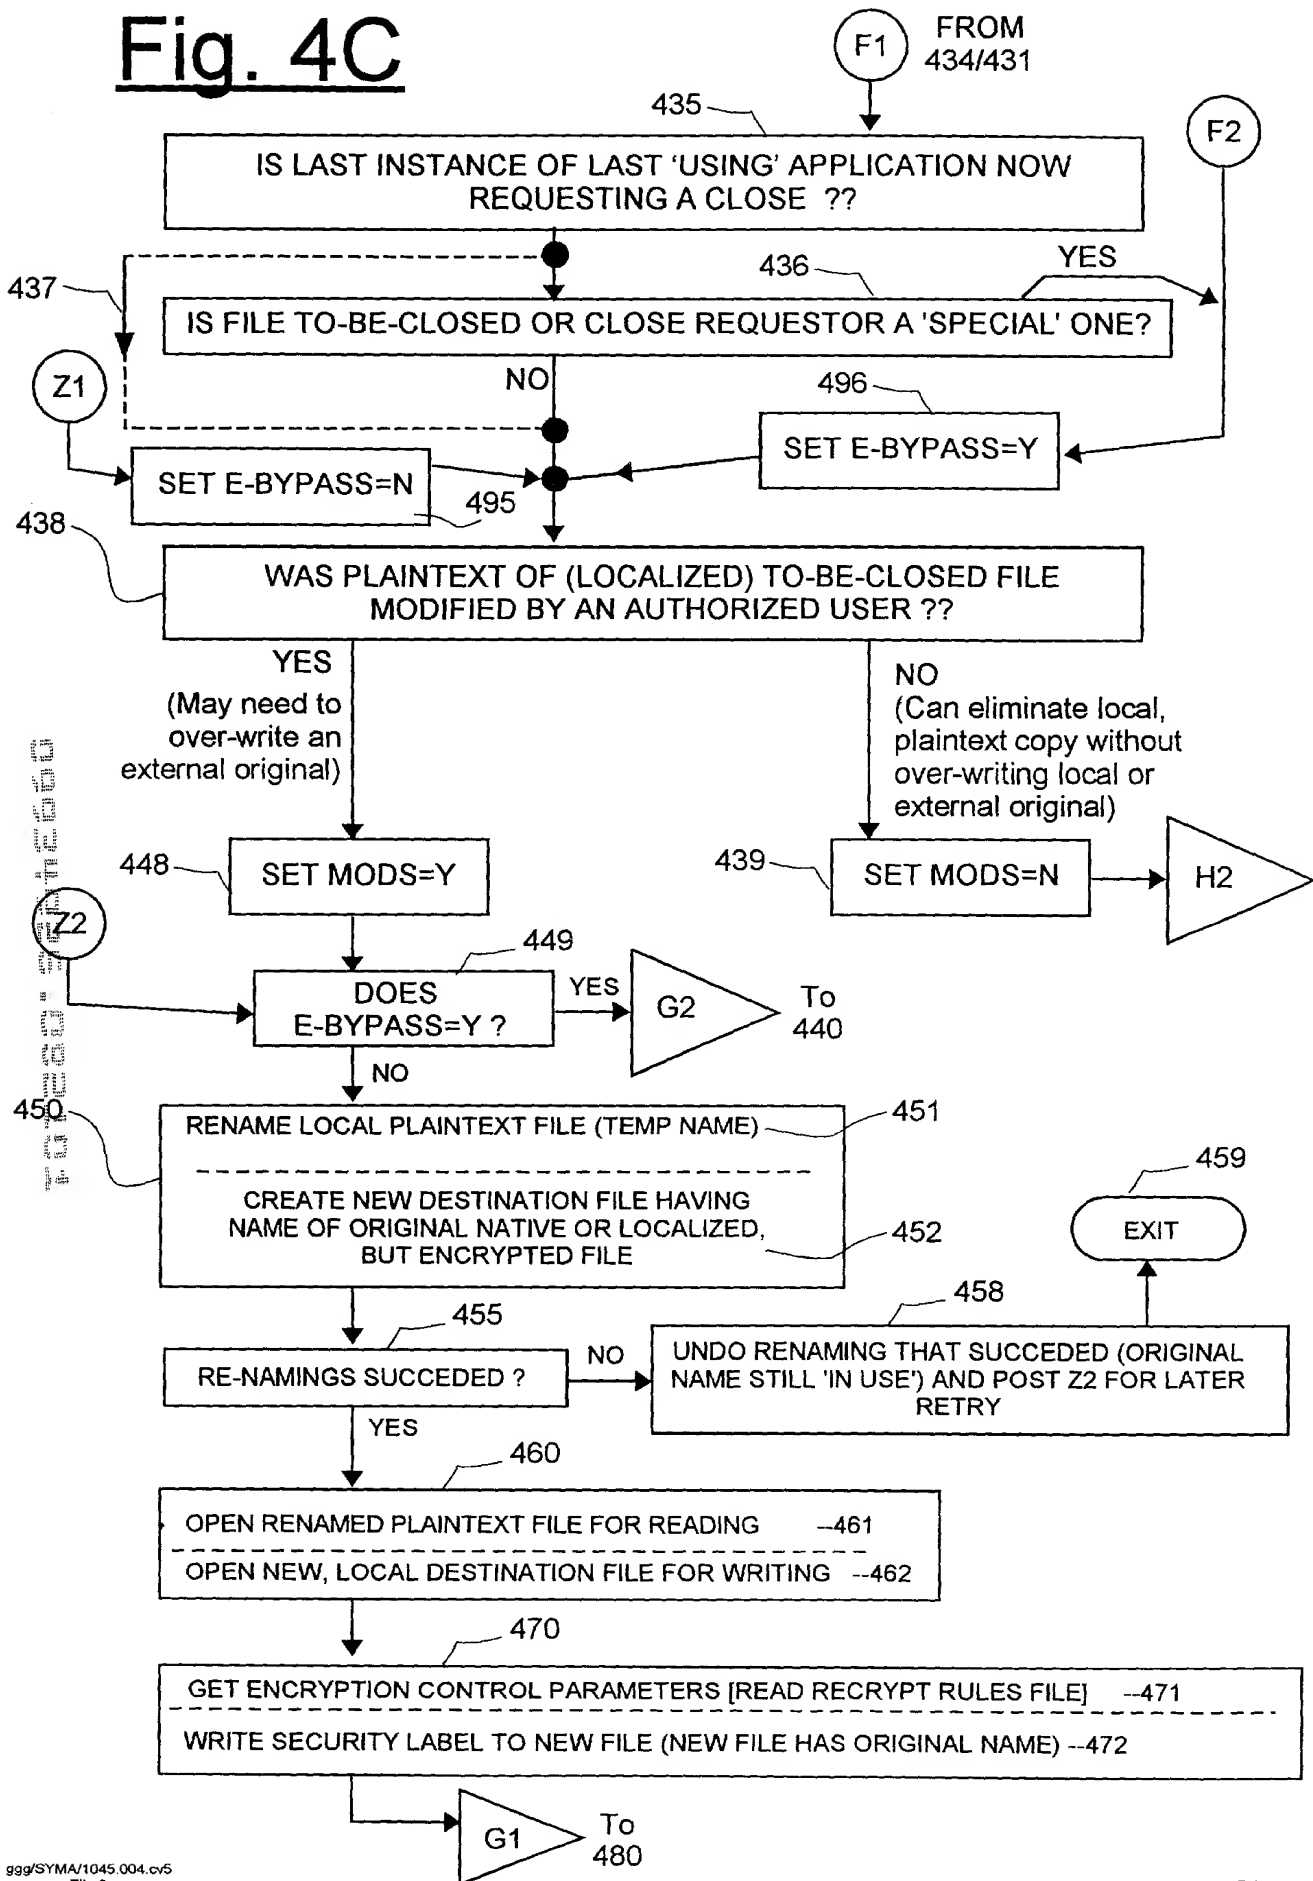 Fig. 4C
F1
FROM
434/431
435
F2
IS LAST INSTANCE OF LAST 'USING' APPLICATION NOW
REQUESTING A CLOSE ??
437
436
YES
IS FILE TO-BE-CLOSED OR CLOSE REQUESTOR A 'SPECIAL' ONE?
Z1
NO
496
SET E-BYPASS=N
495
SET E-BYPASS=Y
438
WAS PLAINTEXT OF (LOCALIZED) TO-BE-CLOSED FILE
MODIFIED BY AN AUTHORIZED USER ??
YES
(May need to
over-write an
external original)
NO
(Can eliminate local,
plaintext copy without
over-writing local or
external original)
448
SET MODS=Y
439
SET MODS=N
H2
Z2
449
DOES
E-BYPASS=Y ?
YES
G2
To
440
NO
450
RENAME LOCAL PLAINTEXT FILE (TEMP NAME)
451
CREATE NEW DESTINATION FILE HAVING
NAME OF ORIGINAL NATIVE OR LOCALIZED,
BUT ENCRYPTED FILE
452
459
EXIT
455
RE-NAMINGS SUCCEDED ?
NO
458
UNDO RENAMING THAT SUCCEDED (ORIGINAL
NAME STILL 'IN USE') AND POST Z2 FOR LATER
RETRY
YES
460
OPEN RENAMED PLAINTEXT FILE FOR READING --461
OPEN NEW, LOCAL DESTINATION FILE FOR WRITING --462
470
GET ENCRYPTION CONTROL PARAMETERS [READ RECRYPT RULES FILE] --471
WRITE SECURITY LABEL TO NEW FILE (NEW FILE HAS ORIGINAL NAME) --472
G1
To
480
ggg/SYMA/1045.004.cv5